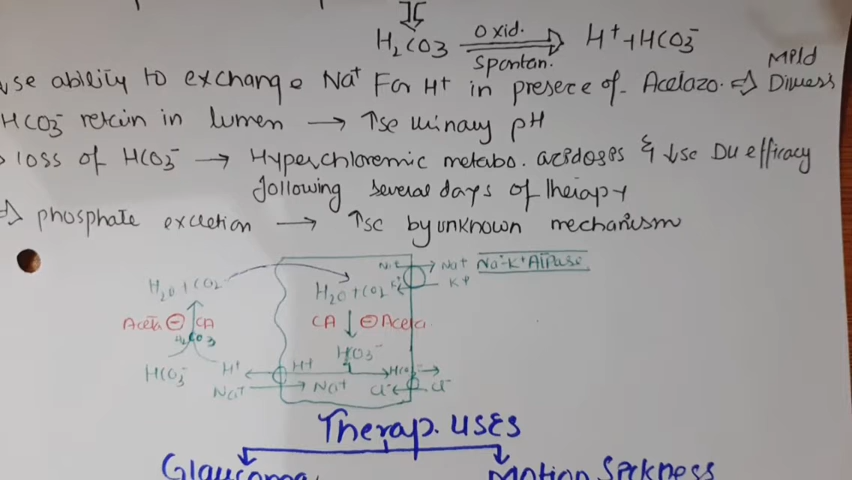 H2CO3 Oxid. Spontan. H+ + HCO3-
↓se ability to exchange Na+ For H+ in presece of Acetazo. ⇒ Mild Diuress
HCO3- retein in lumen → ↑se urinary pH
loss of HCO3- → Hyperchloremic metabo. acidoses & ↓se Du efficacy
following several days of therapy
⇒ phosphate excretion → ↑se by unknown mechanism
Na+ Na+ Na+-K+ ATPase
H2O + CO2 H2O + CO2 K+ K+
Aceta ⊖ CA CA ⊖ Aceta
H2CO3
HCO3- HCO3-
H+ H+ HCO3-
Na+ Na+ Cl- Cl-
Therap. USES
Glaucoma Motion Sickness